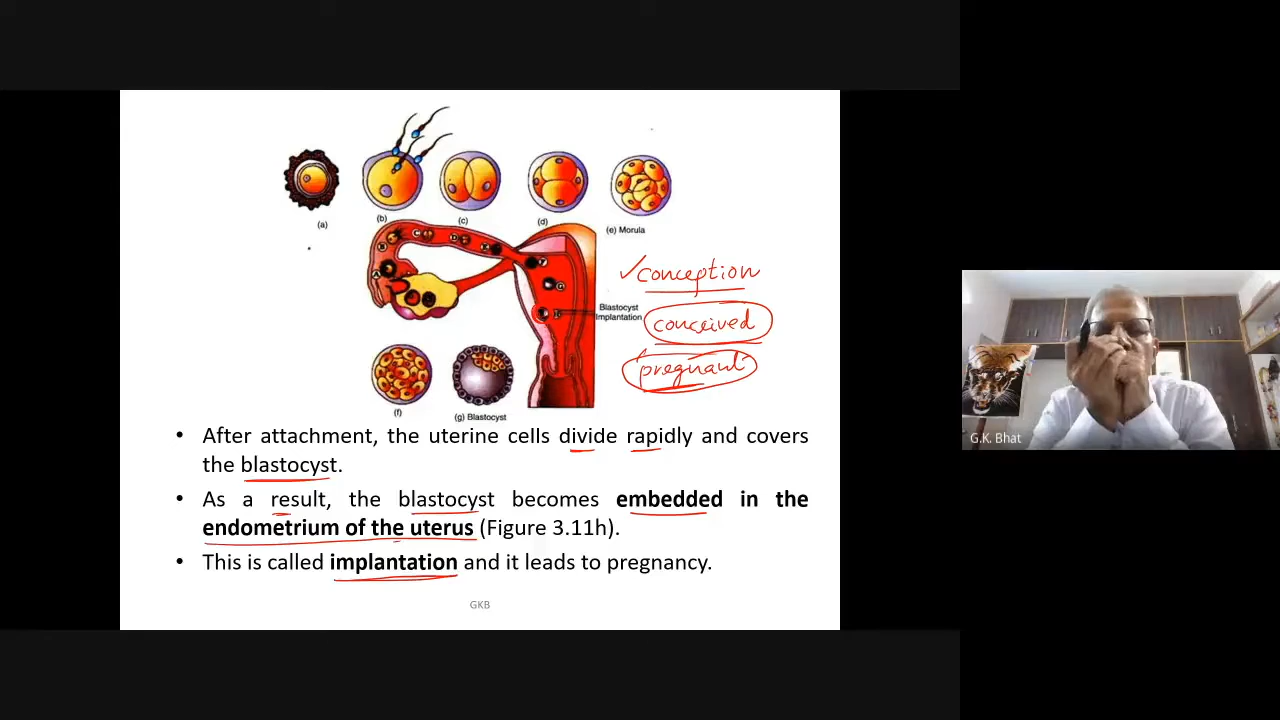 (a)
(b)
(c)
(d)
(e) Morula
✓conception
Blastocyst
Implantation
conceived
pregnant
(f)
(g) Blastocyst
• After attachment, the uterine cells divide rapidly and covers
the blastocyst.
• As a result, the blastocyst becomes embedded in the
endometrium of the uterus (Figure 3.11h).
• This is called implantation and it leads to pregnancy.
GKB
G.K. Bhat